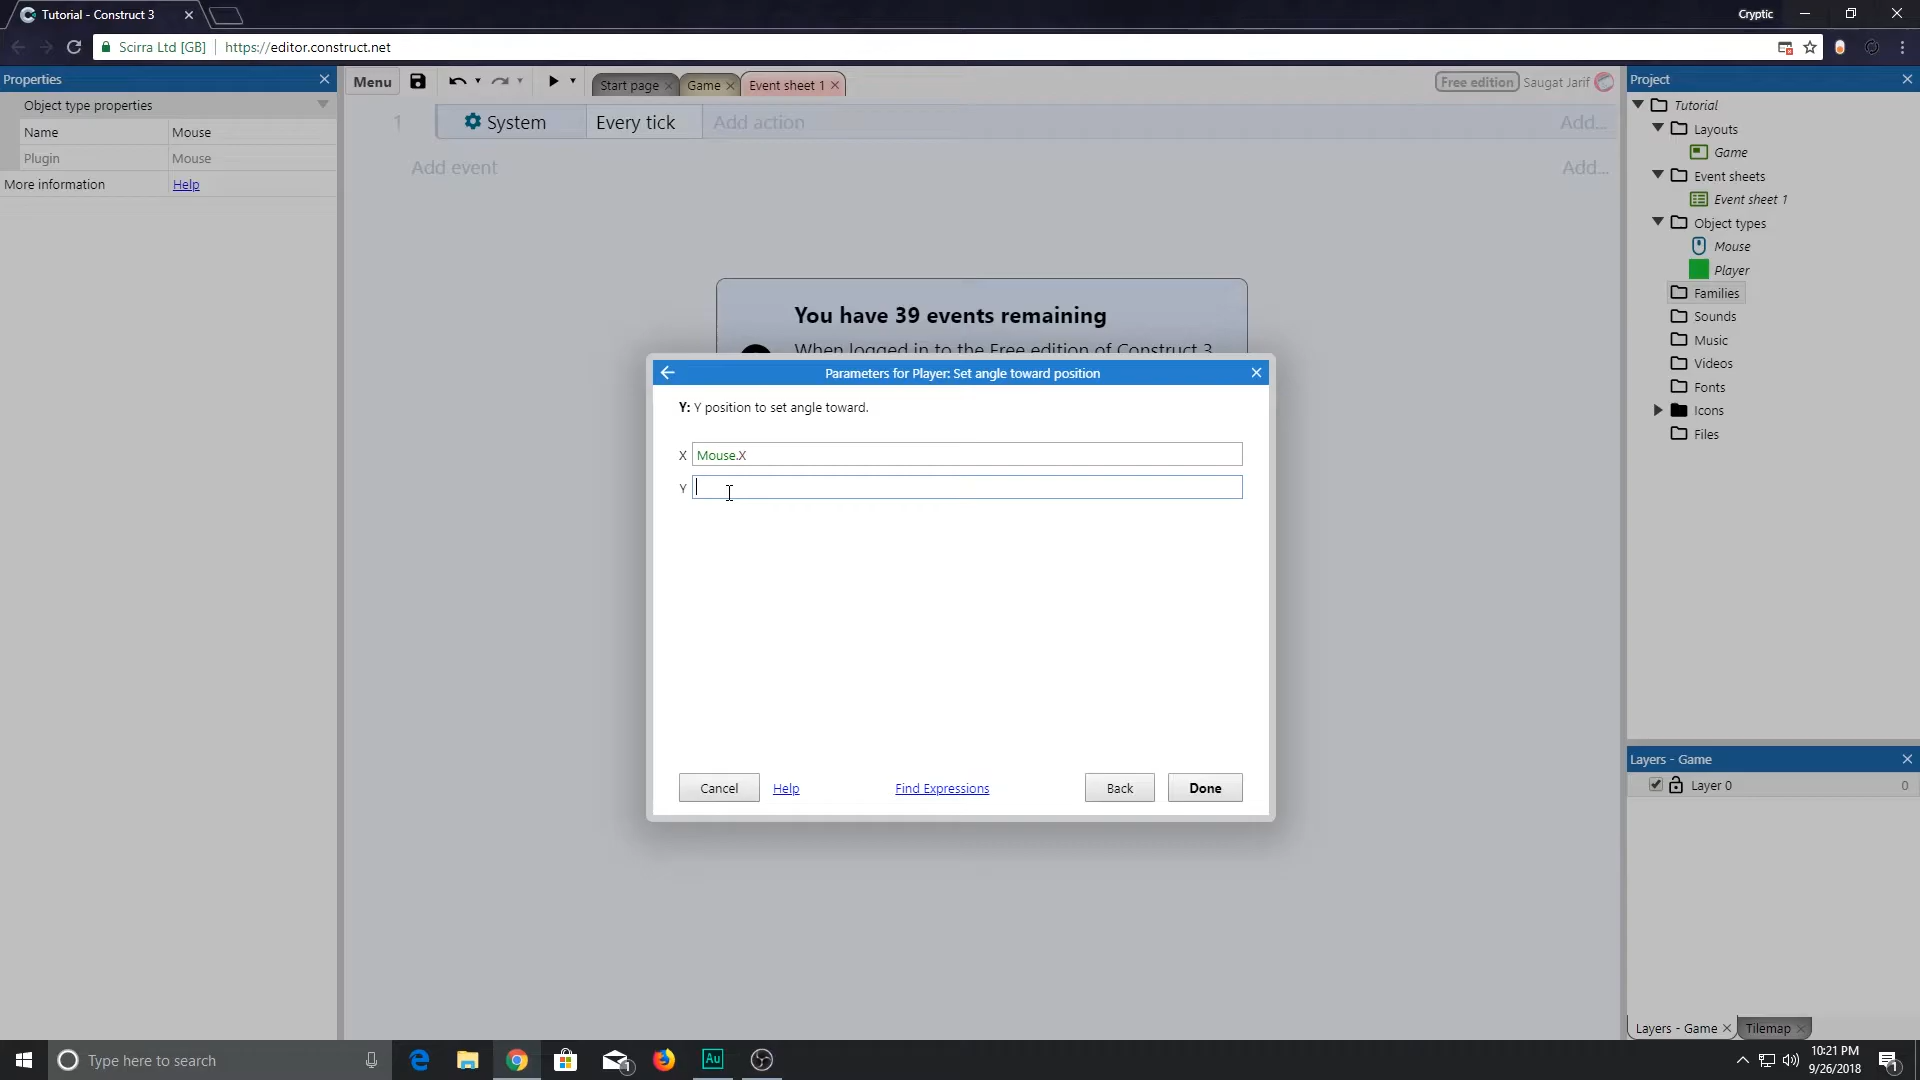 Tutorial - Construct 3
Cryptic
Scirra Ltd [GB]
https://editor.construct.net
Properties
Object type properties
Name Mouse
Plugin Mouse
More information Help
Menu
Start page
Game
Event sheet 1
Free edition
Saugat Jarif
1 System Every tick Add action Add...
Add event Add...
You have 39 events remaining
When logged in to the Free edition of Construct 3
Parameters for Player: Set angle toward position
Y: Y position to set angle toward.
X Mouse.X
Y
Cancel Help Find Expressions Back Done
Project
Tutorial
Layouts
Game
Event sheets
Event sheet 1
Object types
Mouse
Player
Families
Sounds
Music
Videos
Fonts
Icons
Files
Layers - Game
Layer 0 0
Layers - Game Tilemap
Type here to search
Au
1
10:21 PM
9/26/2018
1